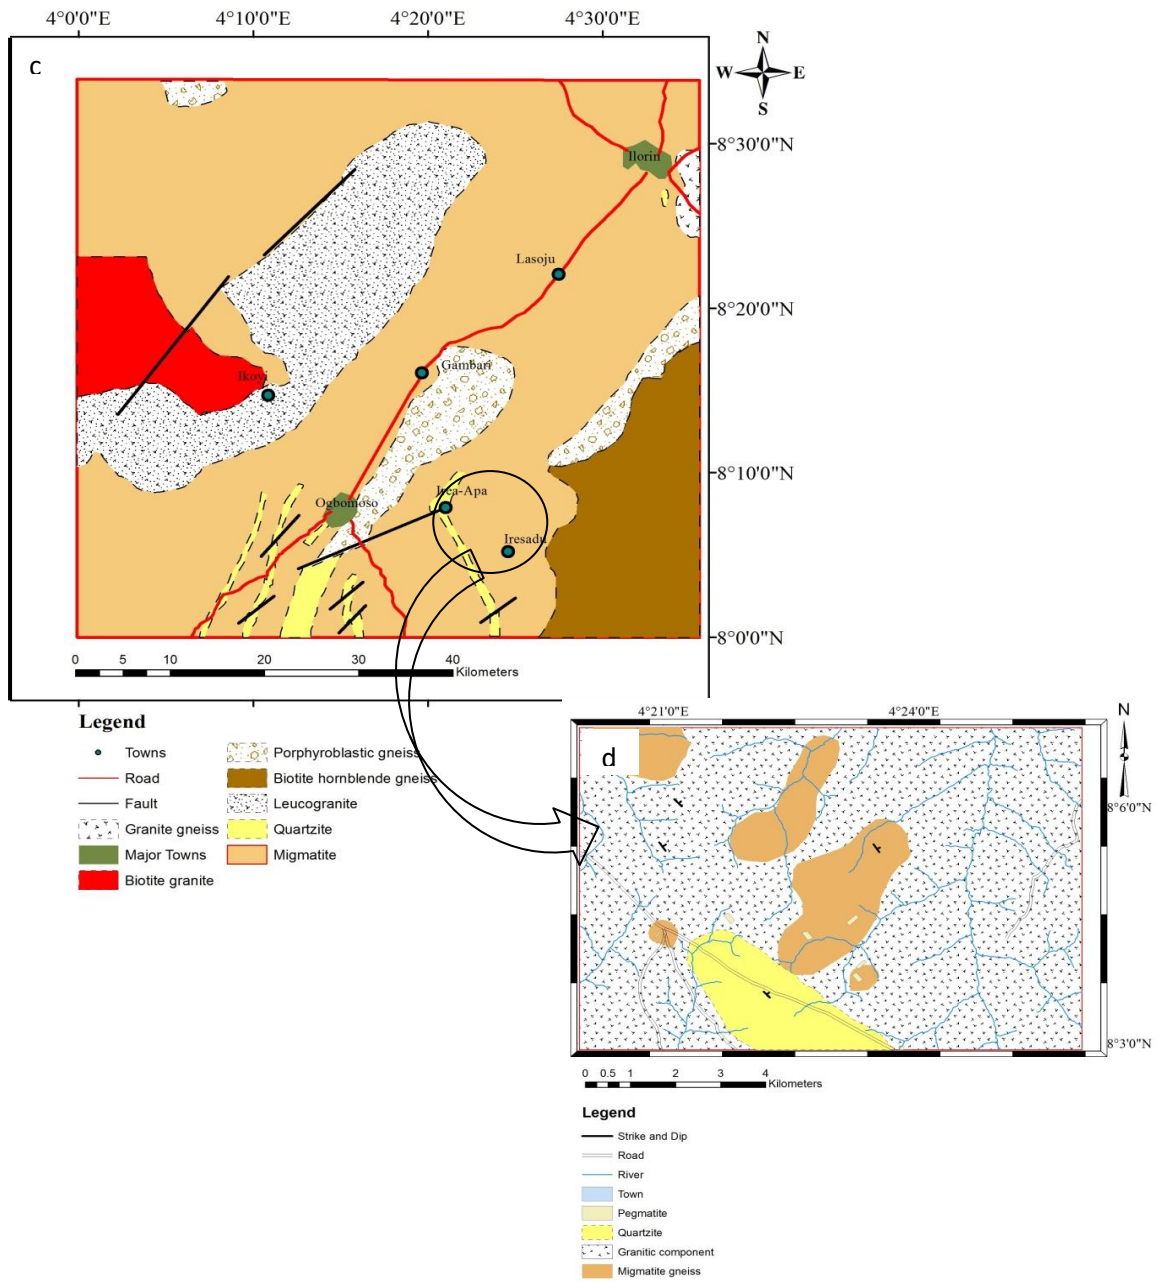 4°0'0"E 4°10'0"E 4°20'0"E 4°30'0"E
c
N
W E
S
8°30'0"N
Ilorin
Lasoju
8°20'0"N
Gambari
Ikoyi
8°10'0"N
Irea-Apa
Ogbomoso
Iresadu
8°0'0"N
0 5 10 20 30 40
Kilometers
Legend
Towns
Road
Fault
Granite gneiss
Major Towns
Biotite granite
Porphyroblastic gneiss
Biotite hornblende gneiss
Leucogranite
Quartzite
Migmatite
4°21'0"E 4°24'0"E
N
d
8°6'0"N
8°3'0"N
0 0.5 1 2 3 4
Kilometers
Legend
Strike and Dip
Road
River
Town
Pegmatite
Quartzite
Granitic component
Migmatite gneiss